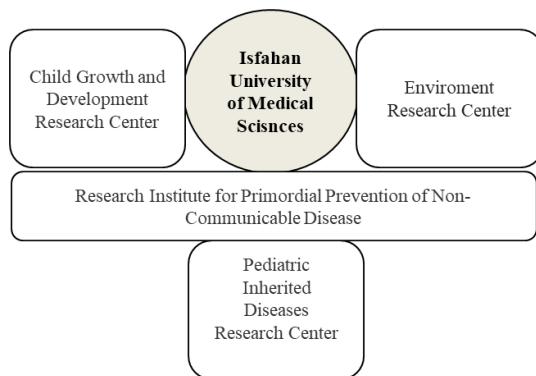 Child Growth and
Development
Research Center
Isfahan
University
of Medical
Scisnces
Enviroment
Research Center
Research Institute for Primordial Prevention of Non-
Communicable Disease
Pediatric
Inherited
Diseases
Research Center